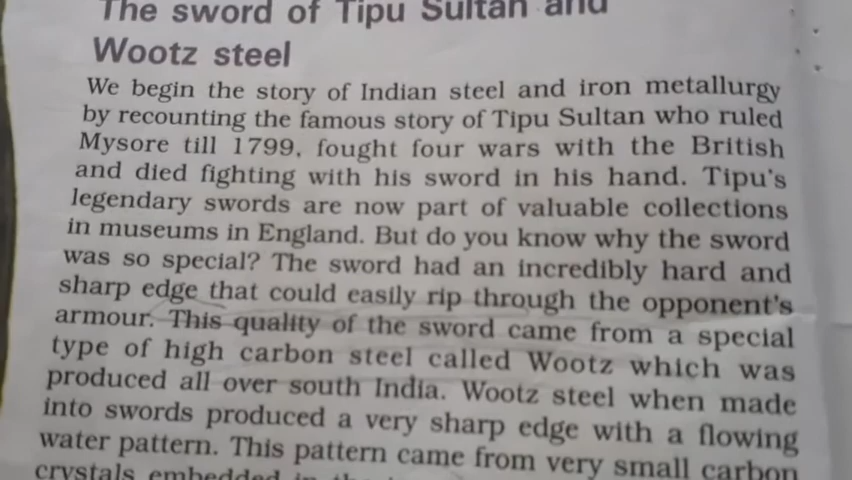 The sword of Tipu Sultan and
Wootz steel
We begin the story of Indian steel and iron metallurgy
by recounting the famous story of Tipu Sultan who ruled
Mysore till 1799, fought four wars with the British
and died fighting with his sword in his hand. Tipu's
legendary swords are now part of valuable collections
in museums in England. But do you know why the sword
was so special? The sword had an incredibly hard and
sharp edge that could easily rip through the opponent's
armour. This quality of the sword came from a special
type of high carbon steel called Wootz which was
produced all over south India. Wootz steel when made
into swords produced a very sharp edge with a flowing
water pattern. This pattern came from very small carbon
crystals embedded in the